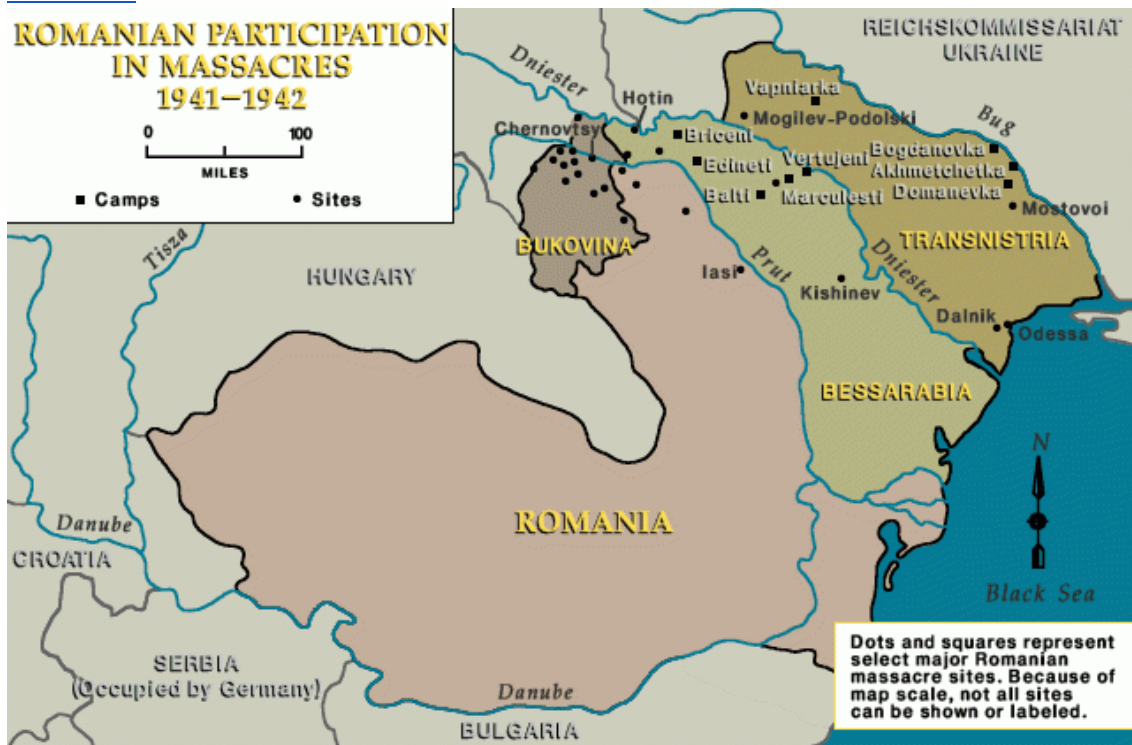 ROMANIAN PARTICIPATION
IN MASSACRES
1941–1942
0 100
MILES
Camps Sites
REICHSKOMMISSARIAT
UKRAINE
Dniester
Hotin
Vapniarka
Mogilev-Podolski
Bug
Chernovtsy
Briceni
Edineti
Vertujeni
Bogdanovka
Akhmetchetka
Domanevka
Balti
Marculesti
Mostovoi
Tisza
BUKOVINA
TRANSNISTRIA
HUNGARY
Iasi
Prut
Kishinev
Dniester
Dalnik
Odessa
BESSARABIA
N
ROMANIA
Danube
CROATIA
Black Sea
SERBIA
(Occupied by Germany)
Danube
BULGARIA
Dots and squares represent
select major Romanian
massacre sites. Because of
map scale, not all sites
can be shown or labeled.